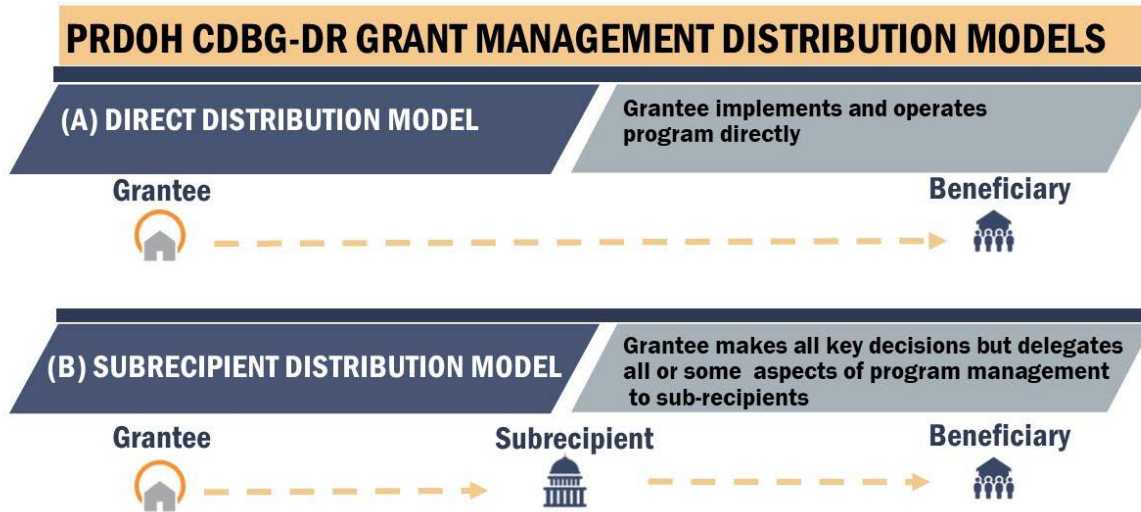 PRDOH CDBG-DR GRANT MANAGEMENT DISTRIBUTION MODELS
(A) DIRECT DISTRIBUTION MODEL
Grantee implements and operates
program directly
Grantee
Beneficiary
(B) SUBRECIPIENT DISTRIBUTION MODEL
Grantee makes all key decisions but delegates
all or some aspects of program management
to sub-recipients
Grantee
Subrecipient
Beneficiary